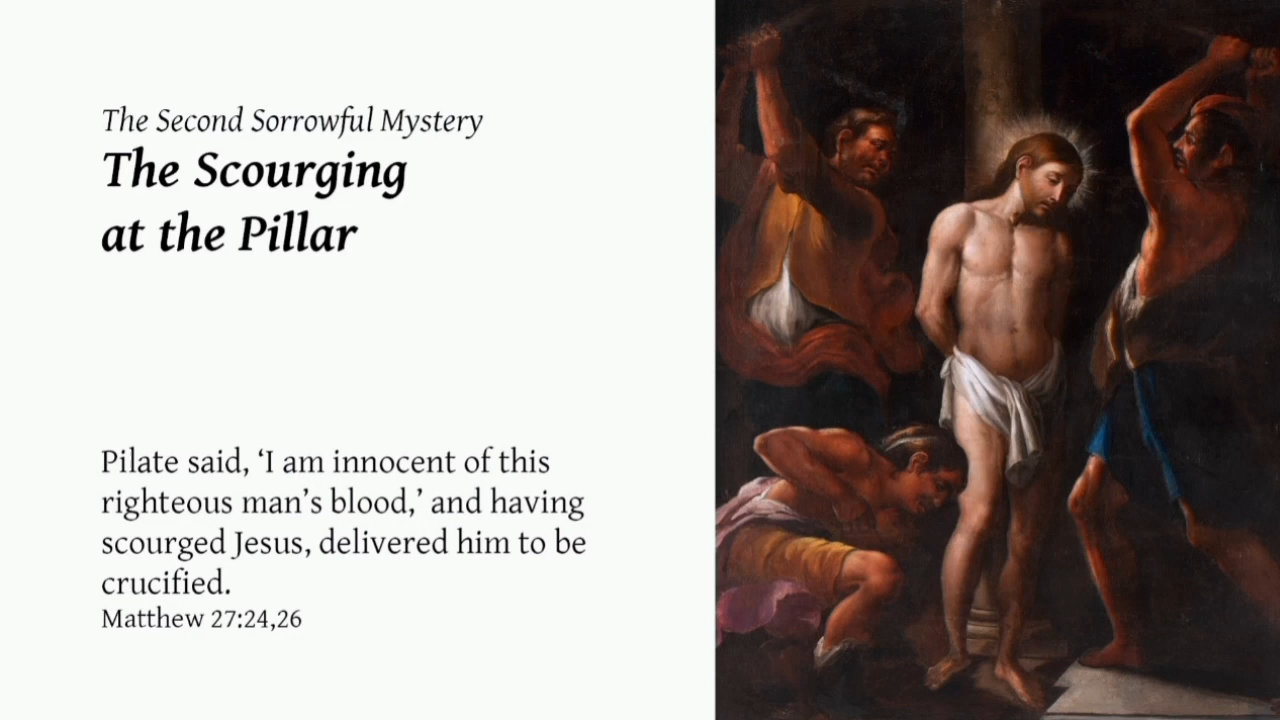 The Second Sorrowful Mystery
The Scourging
at the Pillar
Pilate said, ‘I am innocent of this
righteous man’s blood,’ and having
scourged Jesus, delivered him to be
crucified.
Matthew 27:24,26